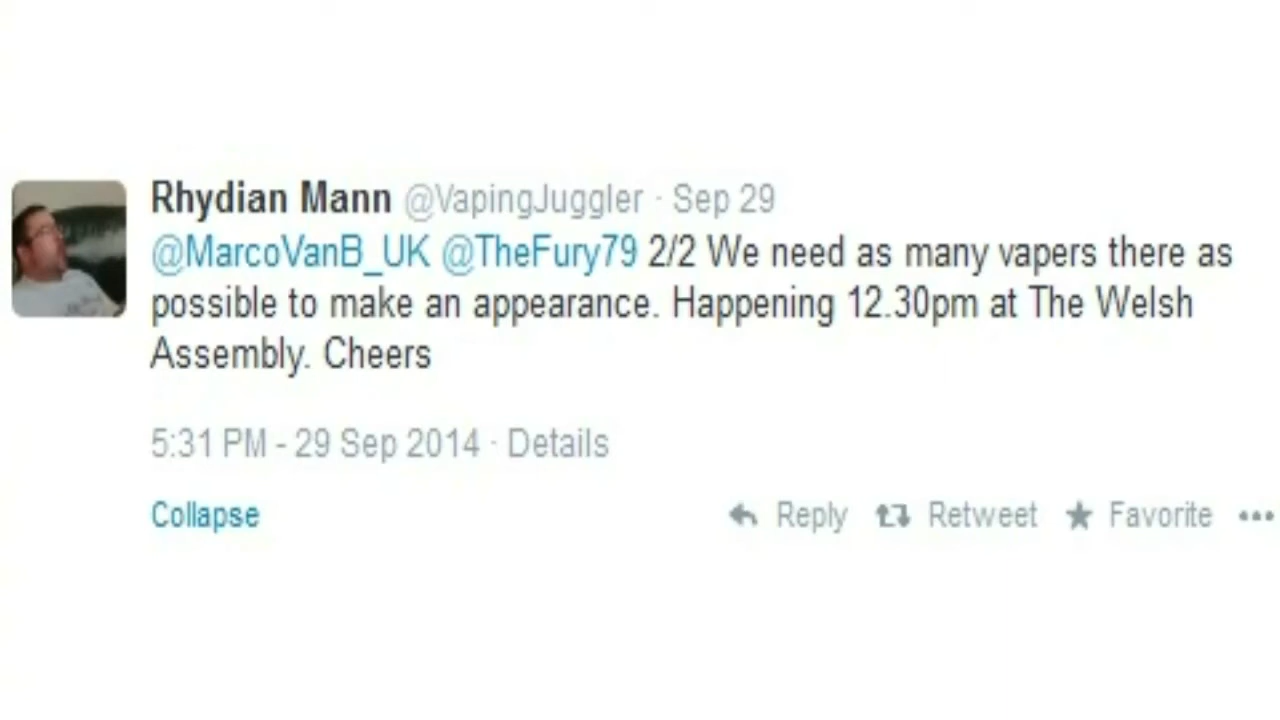 Rhydian Mann @VapingJuggler · Sep 29
@MarcoVanB_UK @TheFury79 2/2 We need as many vapers there as
possible to make an appearance. Happening 12.30pm at The Welsh
Assembly. Cheers
5:31 PM - 29 Sep 2014 · Details
Collapse Reply Retweet Favorite •••